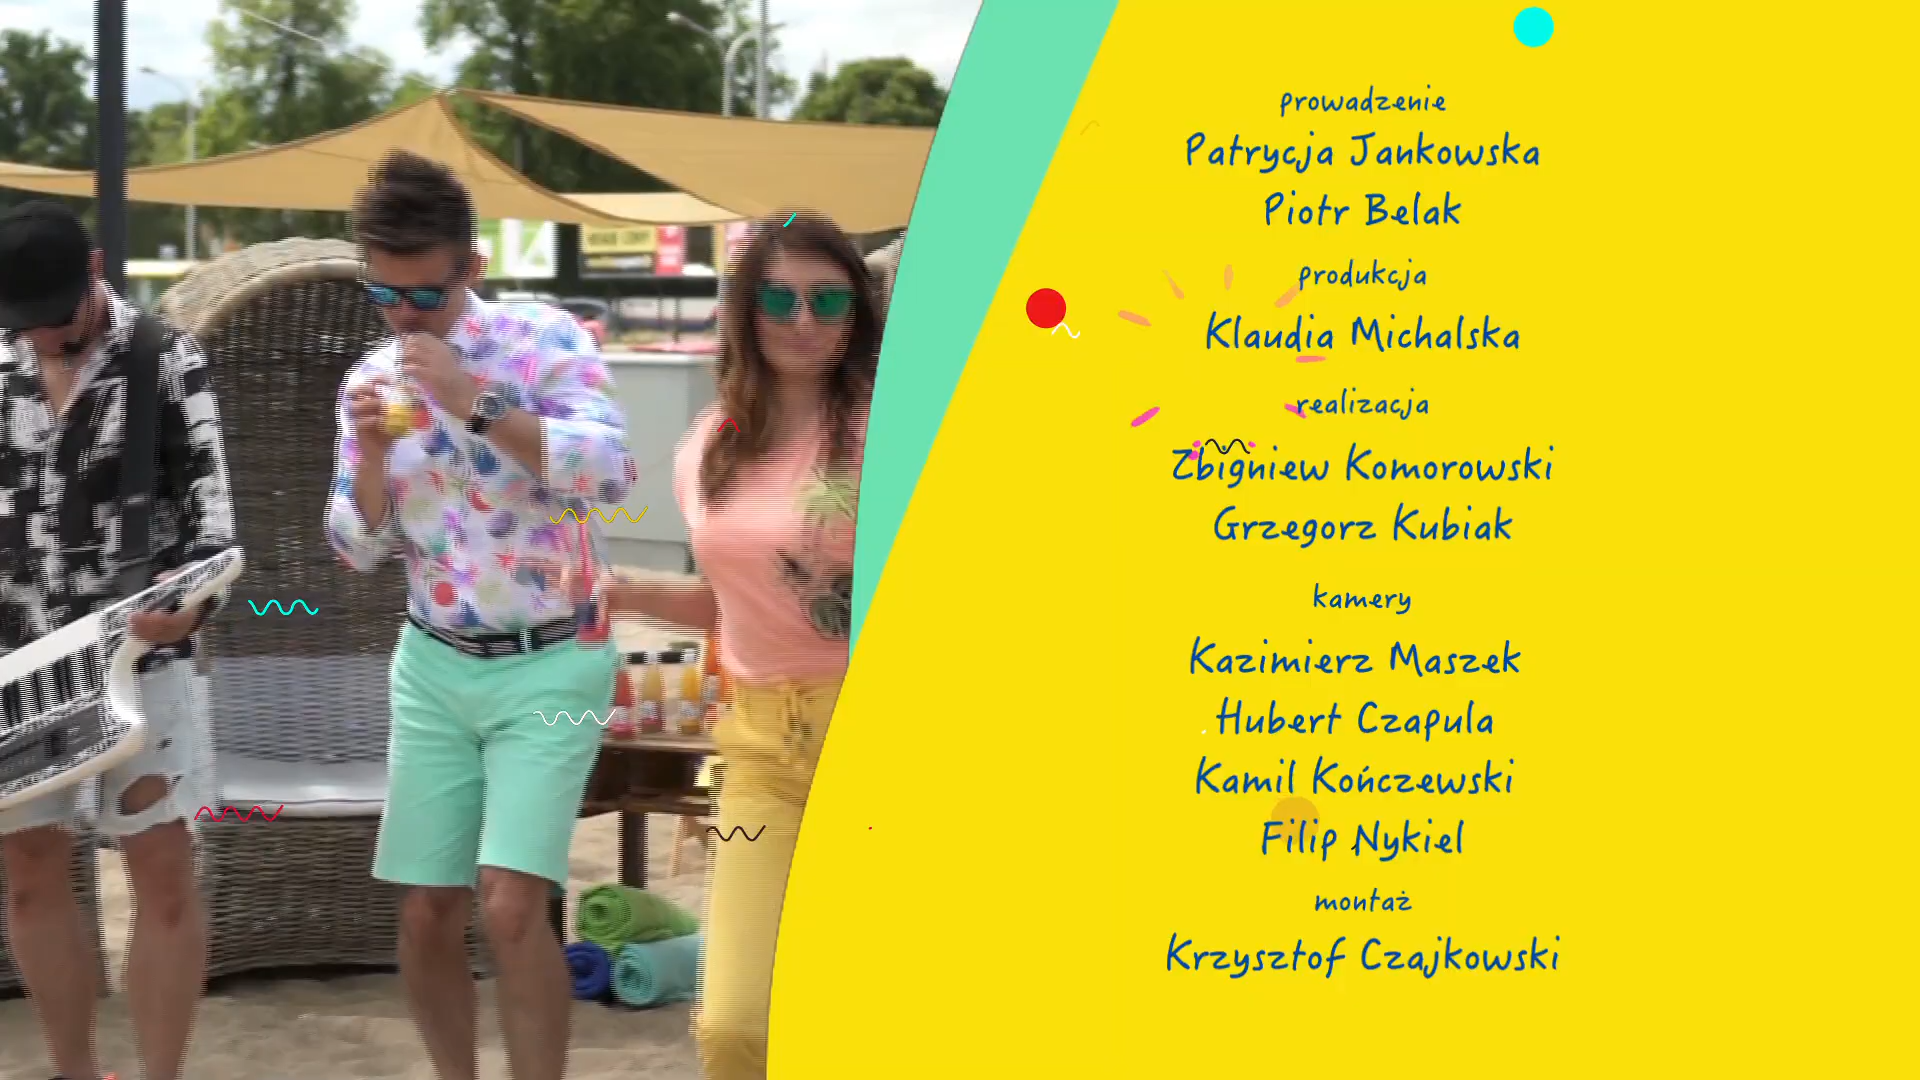 prowadzenie
Patrycja Jankowska
Piotr Belak
produkcja
Klaudia Michalska
realizacja
Zbigniew Komorowski
Grzegorz Kubiak
kamery
Kazimierz Maszek
Hubert Czapula
Kamil Kończewski
Filip Nykiel
montaż
Krzysztof Czajkowski